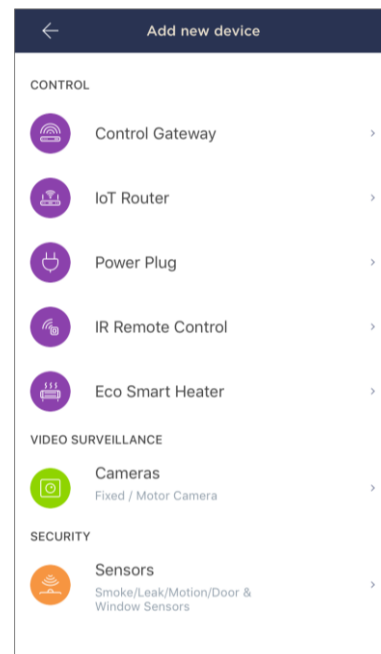 Add new device
CONTROL
Control Gateway
IoT Router
Power Plug
IR Remote Control
Eco Smart Heater
VIDEO SURVEILLANCE
Cameras
Fixed / Motor Camera
SECURITY
Sensors
Smoke/Leak/Motion/Door &
Window Sensors